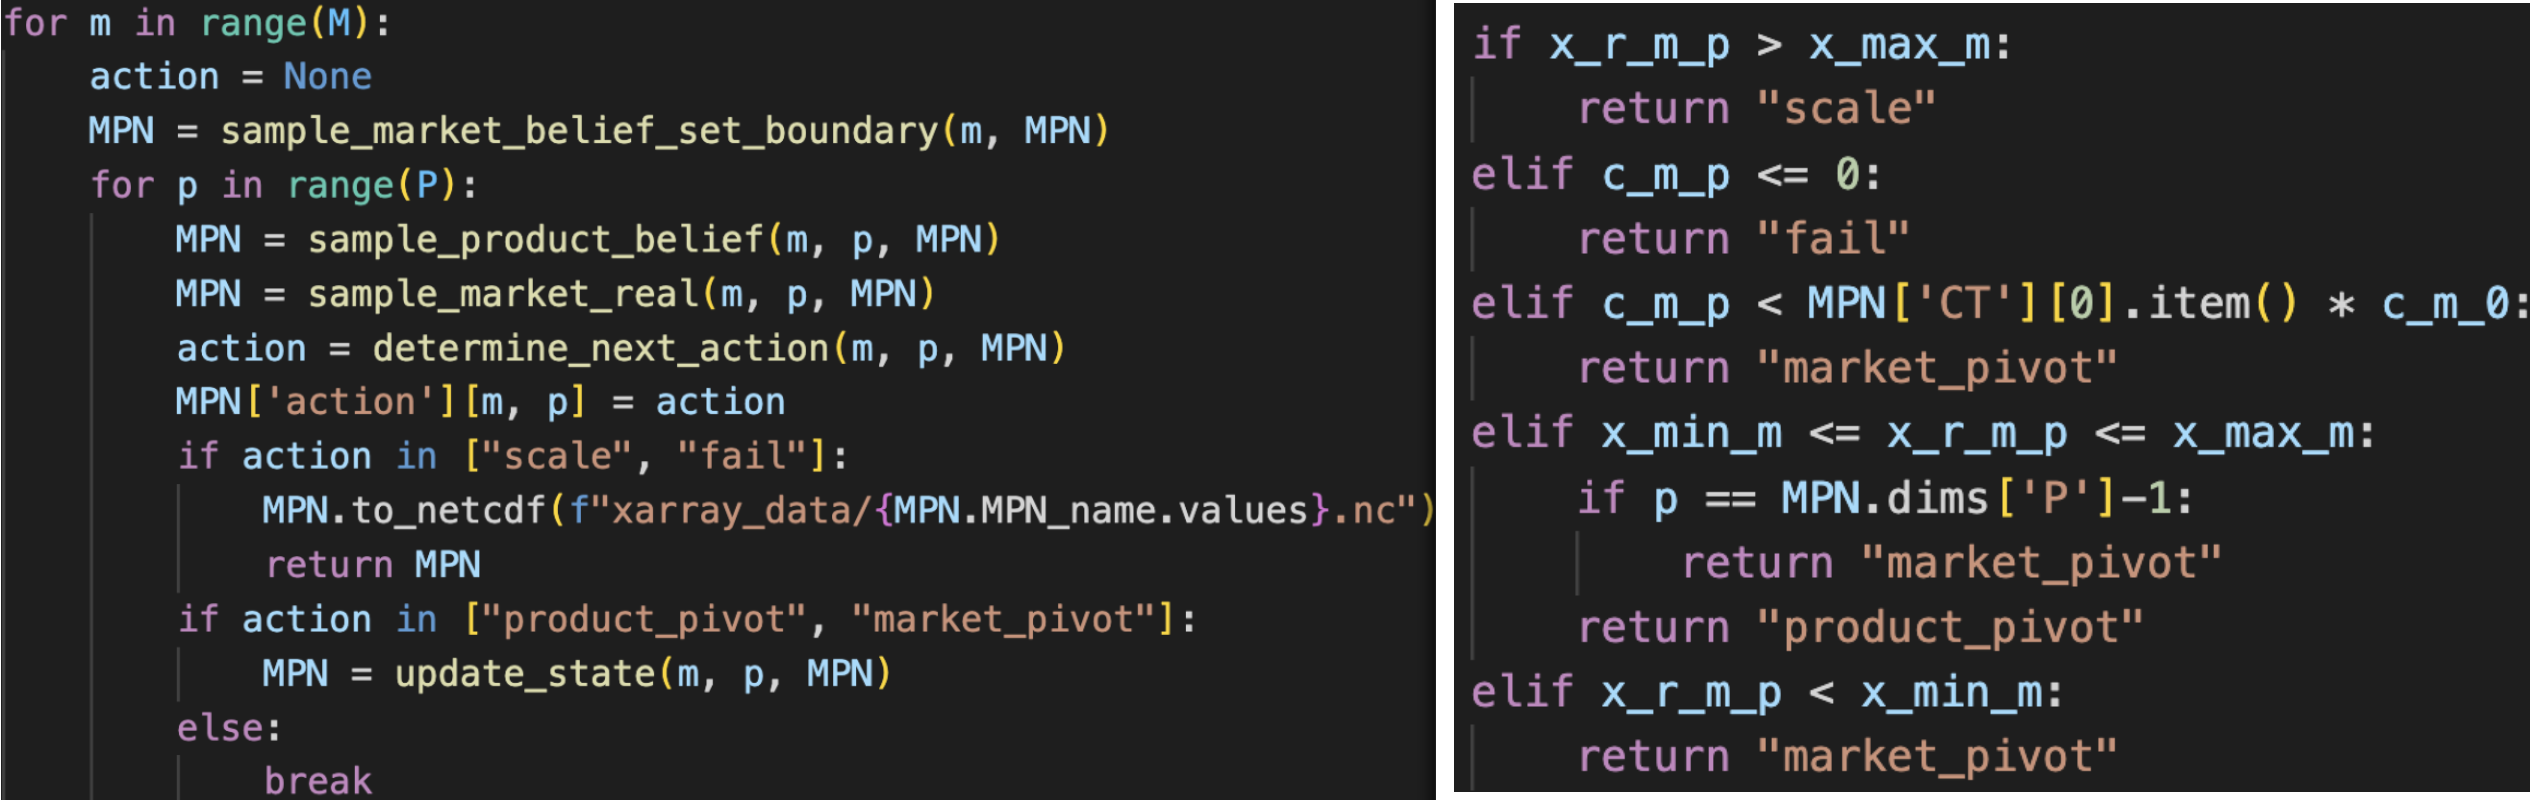 for m in range(M):
    action = None
    MPN = sample_market_belief_set_boundary(m, MPN)
    for p in range(P):
        MPN = sample_product_belief(m, p, MPN)
        MPN = sample_market_real(m, p, MPN)
        action = determine_next_action(m, p, MPN)
        MPN['action'][m, p] = action
        if action in ["scale", "fail"]:
            MPN.to_netcdf(f"xarray_data/{MPN.MPN_name.values}.nc")
            return MPN
        if action in ["product_pivot", "market_pivot"]:
            MPN = update_state(m, p, MPN)
        else:
            break
if x_r_m_p > x_max_m:
    return "scale"
elif c_m_p <= 0:
    return "fail"
elif c_m_p < MPN['CT'][0].item() * c_m_0:
    return "market_pivot"
elif x_min_m <= x_r_m_p <= x_max_m:
    if p == MPN.dims['P']-1:
        return "market_pivot"
    return "product_pivot"
elif x_r_m_p < x_min_m:
    return "market_pivot"